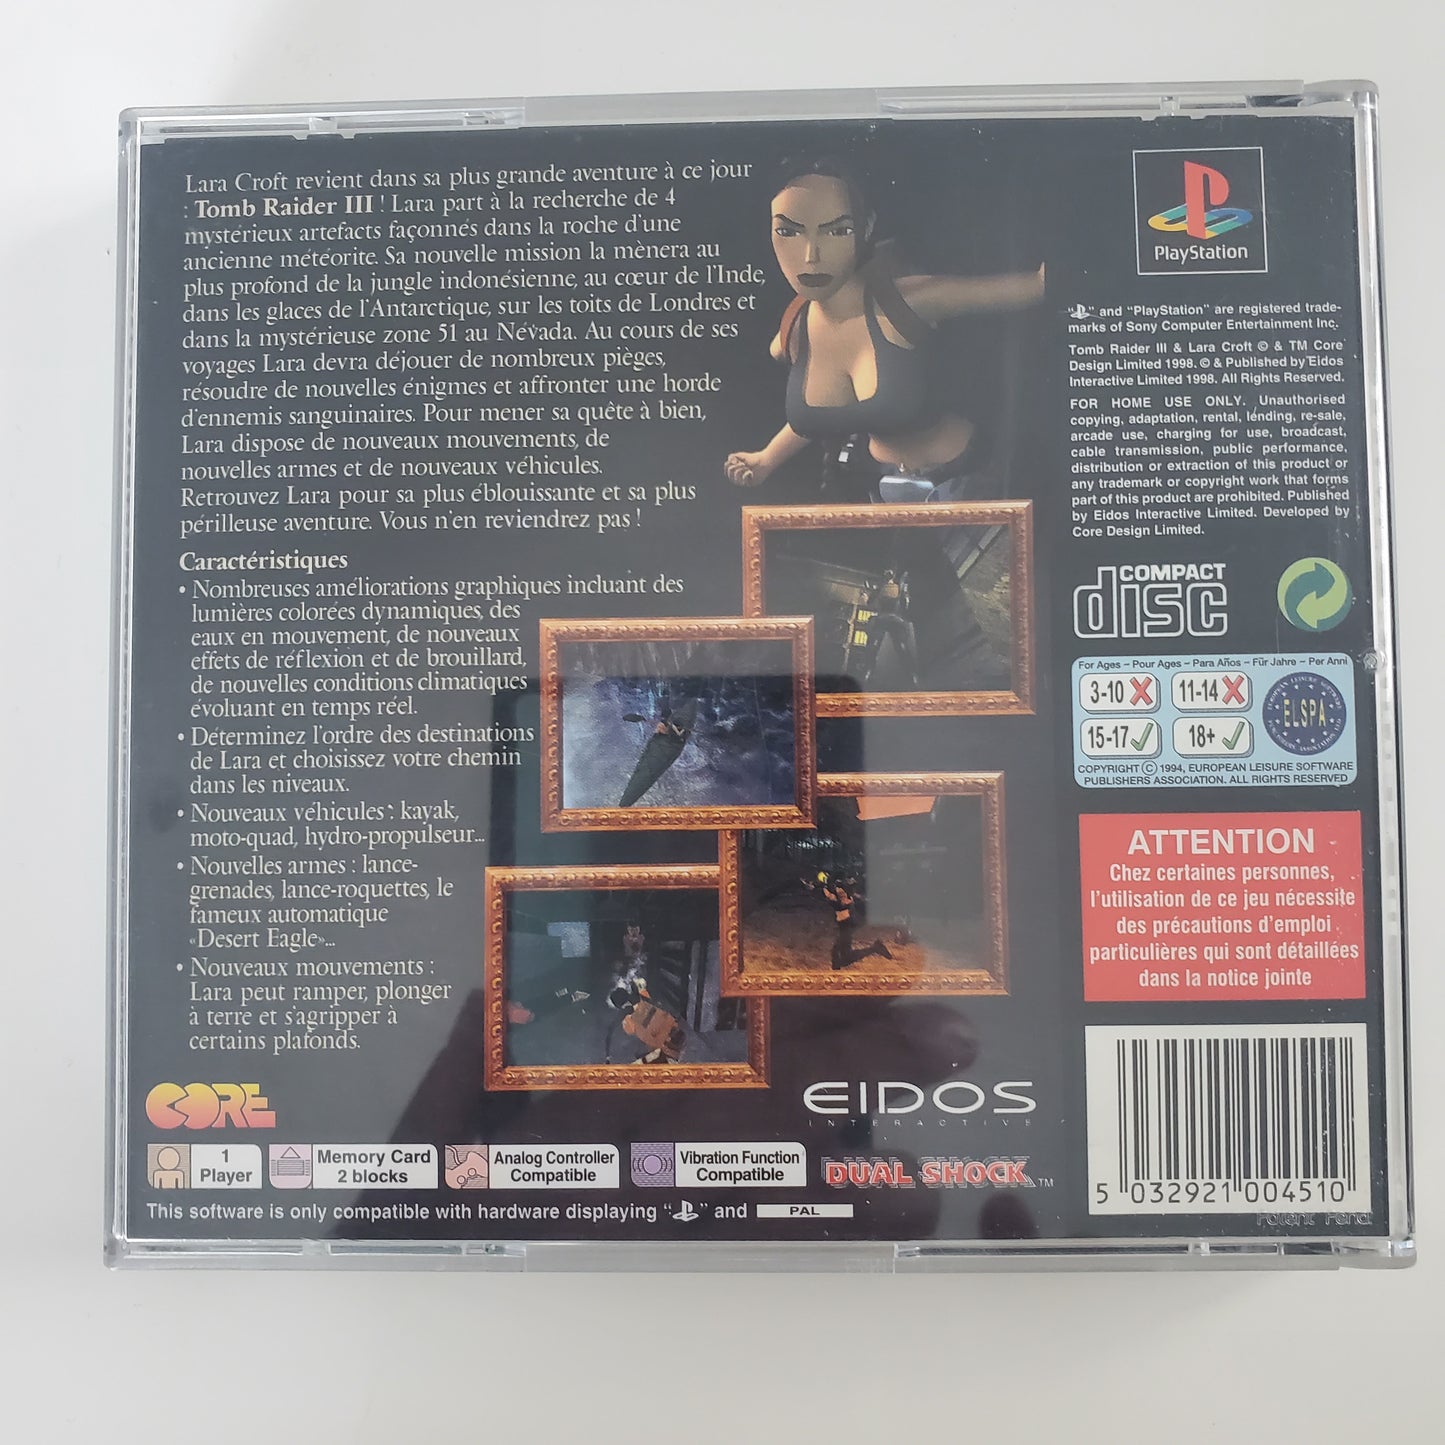 Lara Croft revient dans sa plus grande aventure à ce jour
: Tomb Raider III ! Lara part à la recherche de 4
mystérieux artefacts façonnés dans la roche d'une
ancienne météorite. Sa nouvelle mission la mènera au
plus profond de la jungle indonésienne, au cœur de l'Inde,
dans les glaces de l'Antarctique, sur les toits de Londres et
dans la mystérieuse zone 51 au Névada. Au cours de ses
voyages Lara devra déjouer de nombreux pièges,
résoudre de nouvelles énigmes et affronter une horde
d'ennemis sanguinaires. Pour mener sa quête à bien,
Lara dispose de nouveaux mouvements, de
nouvelles armes et de nouveaux véhicules.
Retrouvez Lara pour sa plus éblouissante et sa plus
périlleuse aventure. Vous n'en reviendrez pas !
Caractéristiques
• Nombreuses améliorations graphiques incluant des
lumières colorées dynamiques, des
eaux en mouvement, de nouveaux
effets de réflexion et de brouillard,
de nouvelles conditions climatiques
évoluant en temps réel.
• Déterminez l'ordre des destinations
de Lara et choisissez votre chemin
dans les niveaux.
• Nouveaux véhicules : kayak,
moto-quad, hydro-propulseur...
• Nouvelles armes : lance-
grenades, lance-roquettes, le
fameux automatique
«Desert Eagle»...
• Nouveaux mouvements :
Lara peut ramper, plonger
à terre et s'agripper à
certains plafonds.
CORE
EIDOS
INTERACTIVE
1
Player
Memory Card
2 blocks
Analog Controller
Compatible
Vibration Function
Compatible
DUAL SHOCK™
This software is only compatible with hardware displaying “ ” and PAL
PlayStation
“ ” and “PlayStation” are registered trade-
marks of Sony Computer Entertainment Inc.
Tomb Raider III & Lara Croft © & TM Core
Design Limited 1998. © & Published by Eidos
Interactive Limited 1998. All Rights Reserved.
FOR HOME USE ONLY. Unauthorised
copying, adaptation, rental, lending, re-sale,
arcade use, charging for use, broadcast,
cable transmission, public performance,
distribution or extraction of this product or
any trademark or copyright work that forms
part of this product are prohibited. Published
by Eidos Interactive Limited. Developed by
Core Design Limited.
COMPACT
disc
For Ages – Pour Ages – Para Años – Für Jahre – Per Anni
3-10 11-14
15-17 18+
ELSPA
COPYRIGHT © 1994, EUROPEAN LEISURE SOFTWARE
PUBLISHERS ASSOCIATION. ALL RIGHTS RESERVED
ATTENTION
Chez certaines personnes,
l'utilisation de ce jeu nécessite
des précautions d'emploi
particulières qui sont détaillées
dans la notice jointe
5 032921 004510
Patent Pend